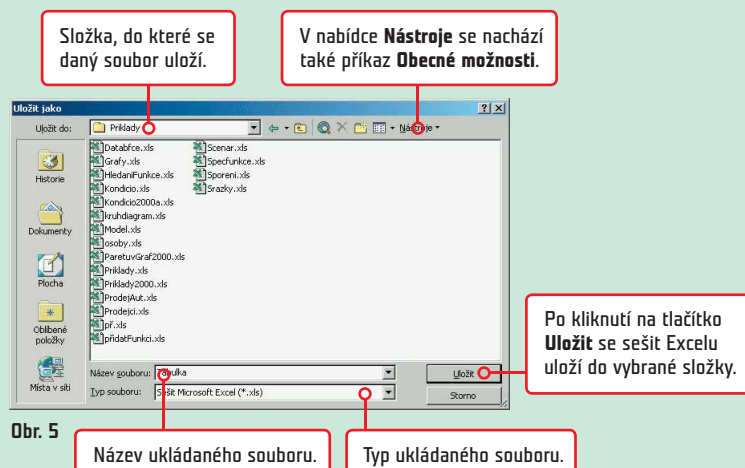 Složka, do které se
daný soubor uloží.
V nabídce Nástroje se nachází
také příkaz Obecné možnosti.
Uložit jako
Uložit do:
Priklady
Nástroje
Historie
Dokumenty
Plocha
Oblíbené
položky
Místa v síti
Databfce.xls
Grafy.xls
HledaniFunkce.xls
Kondicio.xls
Kondicio2000a.xls
kruhdiagram.xls
Model.xls
osoby.xls
ParetuvGraf2000.xls
Priklady.xls
Priklady2000.xls
ProdejAut.xls
Prodejci.xls
př.xls
přidatFunkci.xls
Scenar.xls
Specfunkce.xls
Sporeni.xls
Srazky.xls
Název souboru: Tabulka
Uložit
Typ souboru: Sešit Microsoft Excel (*.xls)
Storno
Po kliknutí na tlačítko
Uložit se sešit Excelu
uloží do vybrané složky.
Obr. 5
Název ukládaného souboru.
Typ ukládaného souboru.